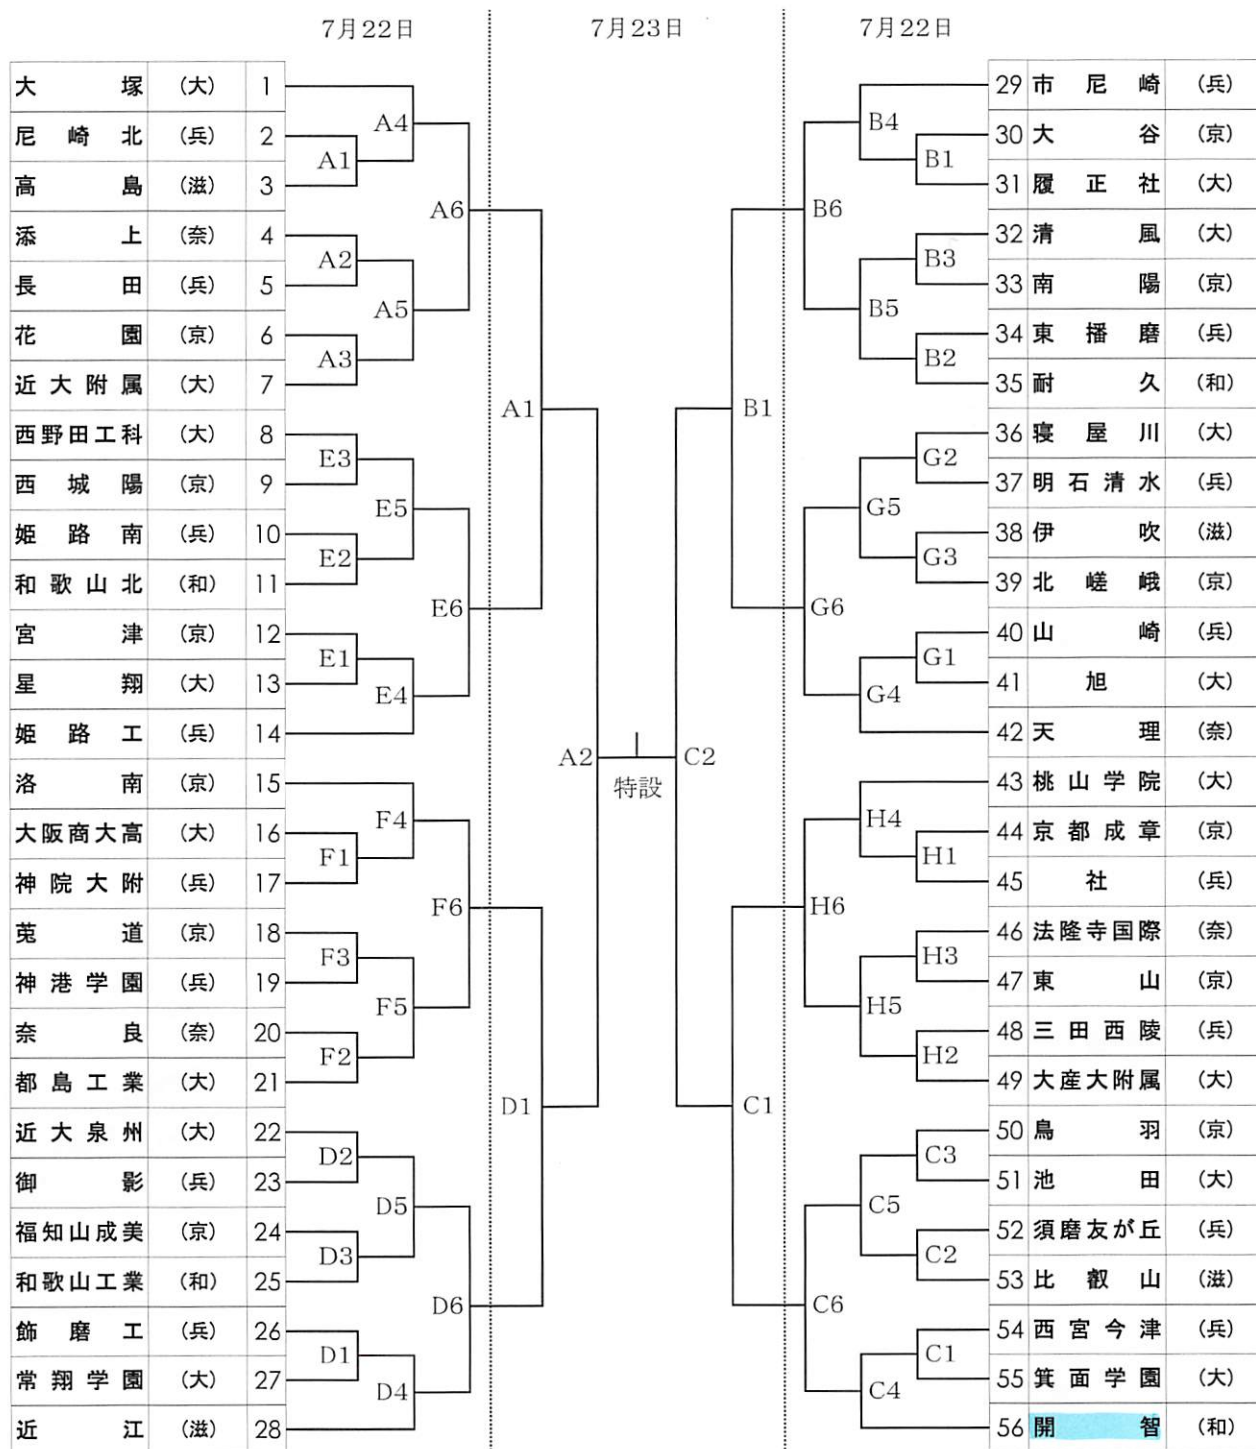 7月22日 7月23日 7月22日
大塚 (大) 1
尼崎北 (兵) 2
高島 (滋) 3
添上 (奈) 4
長田 (兵) 5
花園 (京) 6
近大附属 (大) 7
西野田工科 (大) 8
西城陽 (京) 9
姫路南 (兵) 10
和歌山北 (和) 11
宮津 (京) 12
星翔 (大) 13
姫路工 (兵) 14
洛南 (京) 15
大阪商大高 (大) 16
神院大附 (兵) 17
莵道 (京) 18
神港学園 (兵) 19
奈良 (奈) 20
都島工業 (大) 21
近大泉州 (大) 22
御影 (兵) 23
福知山成美 (京) 24
和歌山工業 (和) 25
飾磨工 (兵) 26
常翔学園 (大) 27
近江 (滋) 28
A4
A1
A6
A2
A5
A3
E3
E5
E2
E6
E1
E4
F4
F1
F6
F3
F5
F2
D2
D5
D3
D6
D1
D4
A1
D1
A2
特設
C2
B1
C1
B4
B1
B6
B3
B5
B2
G2
G5
G3
G6
G1
G4
H4
H1
H6
H3
H5
H2
C3
C5
C2
C6
C1
C4
29 市尼崎 (兵)
30 大谷 (京)
31 履正社 (大)
32 清風 (大)
33 南陽 (京)
34 東播磨 (兵)
35 耐久 (和)
36 寝屋川 (大)
37 明石清水 (兵)
38 伊吹 (滋)
39 北嵯峨 (京)
40 山崎 (兵)
41 旭 (大)
42 天理 (奈)
43 桃山学院 (大)
44 京都成章 (京)
45 社 (兵)
46 法隆寺国際 (奈)
47 東山 (京)
48 三田西陵 (兵)
49 大産大附属 (大)
50 鳥羽 (京)
51 池田 (大)
52 須磨友が丘 (兵)
53 比叡山 (滋)
54 西宮今津 (兵)
55 箕面学園 (大)
56 開智 (和)